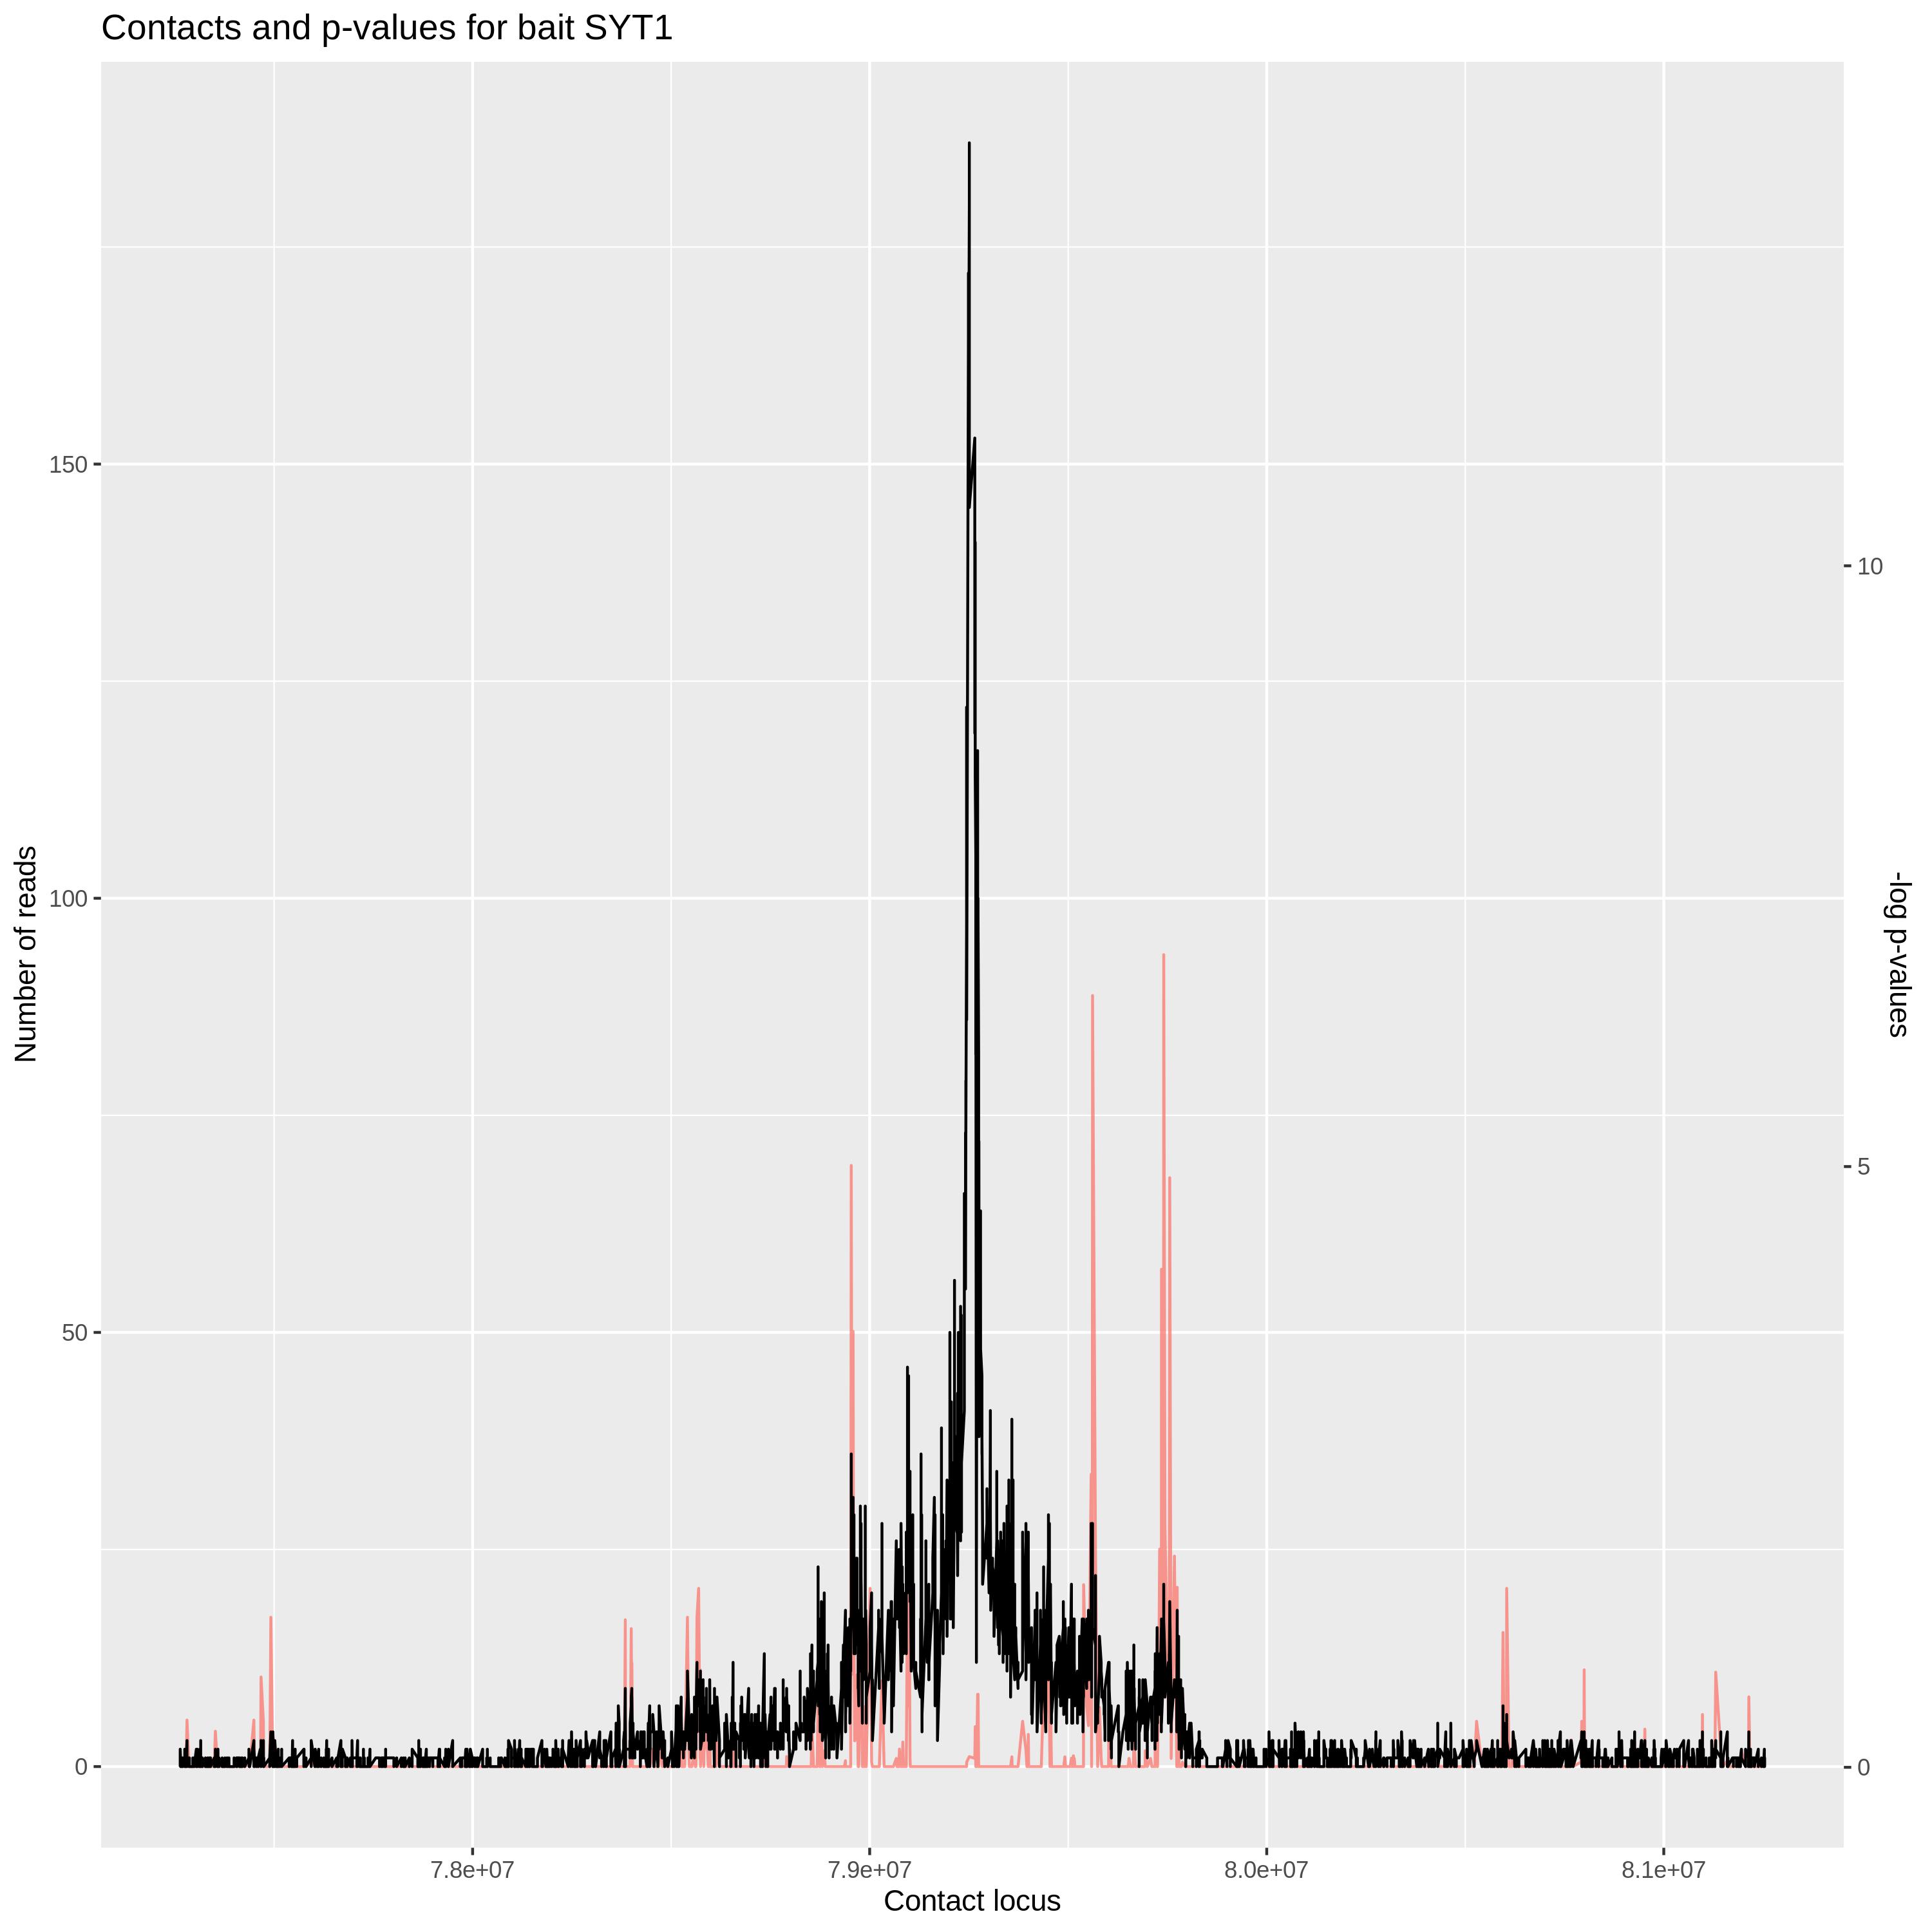 Contacts and p-values for bait SYT1
150
100
50
0
Number of reads
10
5
0
-log p-values
7.8e+07
7.9e+07
8.0e+07
8.1e+07
Contact locus